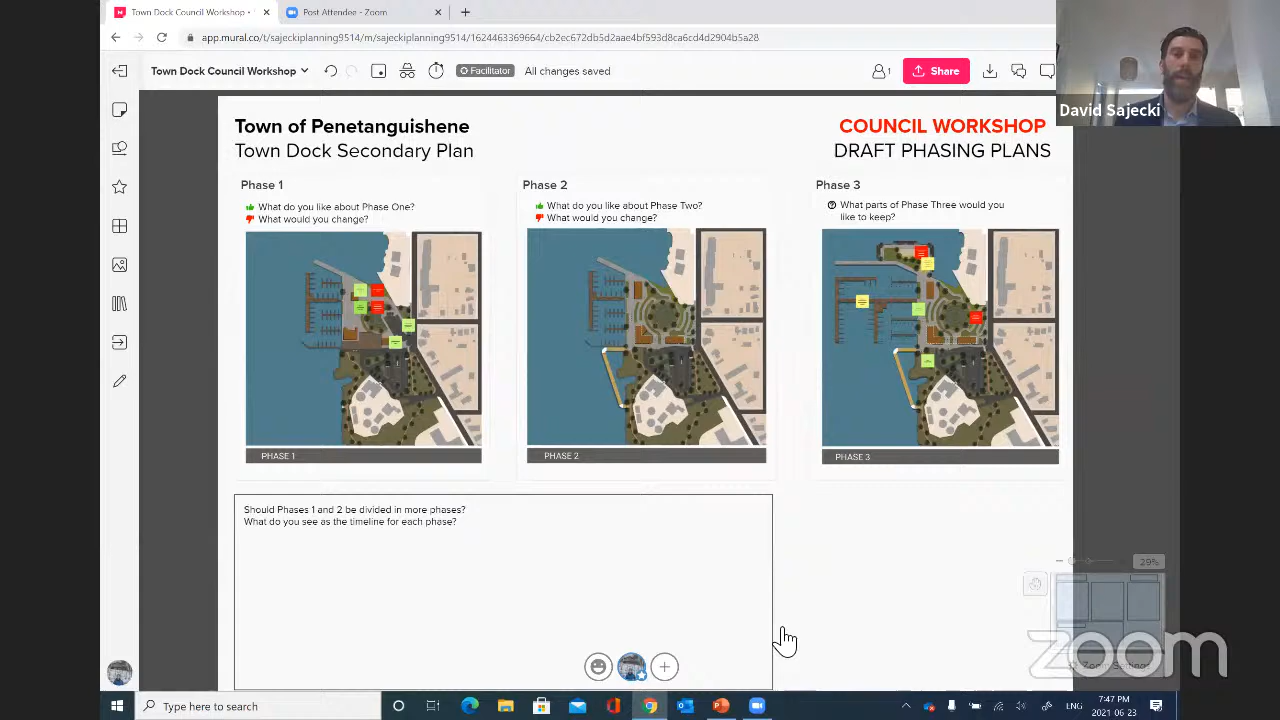 Town Dock Council Workshop •
Post Attendee - Zoom
app.mural.co/t/sajeckiplanning9514/m/sajeckiplanning9514/1624463369664/cb2ec672db5d2aae4bf593d8ca6cd4d2904b5a28
Town Dock Council Workshop
Facilitator
All changes saved
1
Share
David Sajecki
Town of Penetanguishene
Town Dock Secondary Plan
COUNCIL WORKSHOP
DRAFT PHASING PLANS
Phase 1
What do you like about Phase One?
What would you change?
PHASE 1
Phase 2
What do you like about Phase Two?
What would you change?
PHASE 2
Phase 3
What parts of Phase Three would you
like to keep?
PHASE 3
Should Phases 1 and 2 be divided in more phases?
What do you see as the timeline for each phase?
29%
Zoom Settings
zoom
Type here to search
7:47 PM
2021-06-23